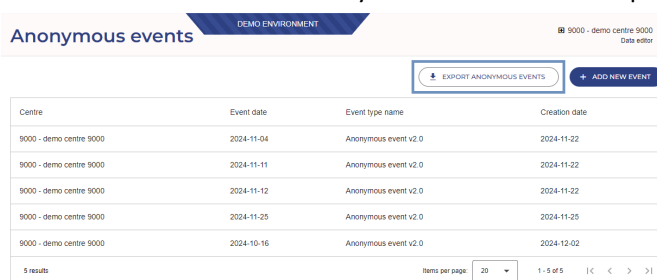 DEMO ENVIRONMENT
Anonymous events
9000 - demo centre 9000
Data editor
EXPORT ANONYMOUS EVENTS
+ ADD NEW EVENT
Centre Event date Event type name Creation date
9000 - demo centre 9000 2024-11-04 Anonymous event v2.0 2024-11-22
9000 - demo centre 9000 2024-11-11 Anonymous event v2.0 2024-11-22
9000 - demo centre 9000 2024-11-12 Anonymous event v2.0 2024-11-22
9000 - demo centre 9000 2024-11-25 Anonymous event v2.0 2024-11-25
9000 - demo centre 9000 2024-10-16 Anonymous event v2.0 2024-12-02
5 results Items per page: 20 1 - 5 of 5